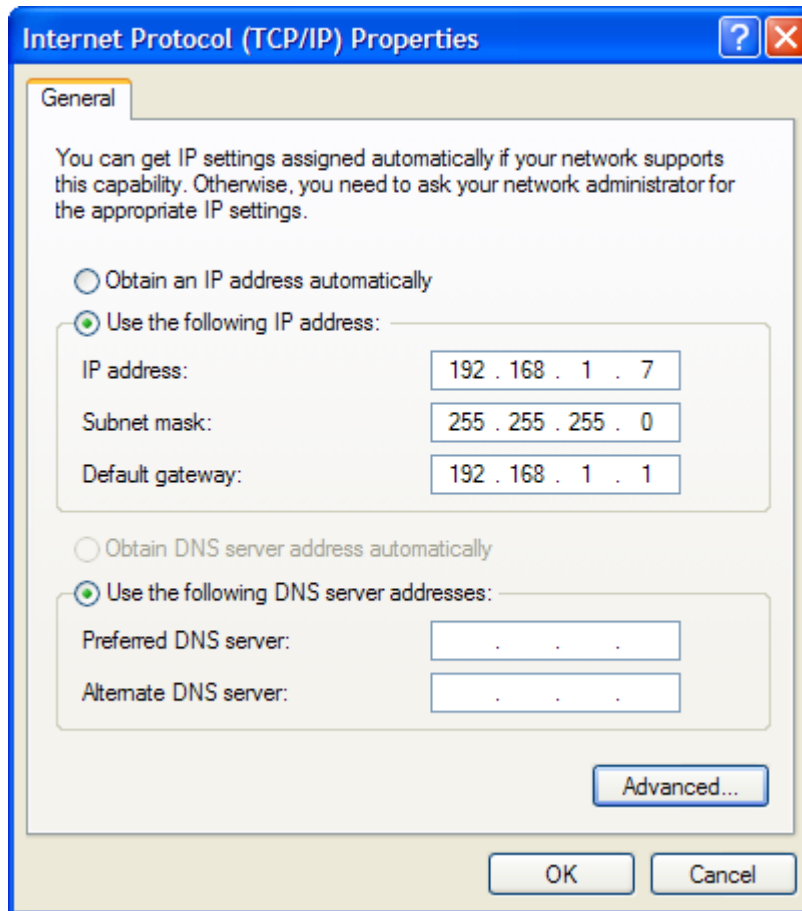 Internet Protocol (TCP/IP) Properties
General
You can get IP settings assigned automatically if your network supports
this capability. Otherwise, you need to ask your network administrator for
the appropriate IP settings.
Obtain an IP address automatically
Use the following IP address:
IP address: 192 . 168 . 1 . 7
Subnet mask: 255 . 255 . 255 . 0
Default gateway: 192 . 168 . 1 . 1
Obtain DNS server address automatically
Use the following DNS server addresses:
Preferred DNS server: . . .
Alternate DNS server: . . .
Advanced...
OK Cancel